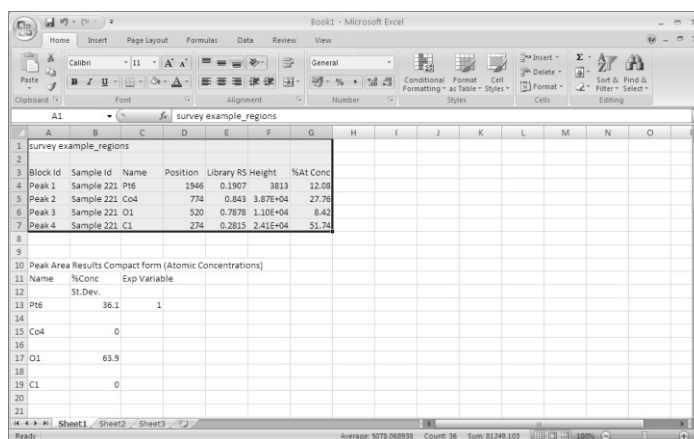 Book1 - Microsoft Excel
Home Insert Page Layout Formulas Data Review View
Paste
Calibri 11 A A
B I U A
General
$ % ,
Conditional Formatting Format as Table Cell Styles
Insert
Delete
Format
Σ
Sort & Filter Find & Select
Clipboard Font Alignment Number Styles Cells Editing
A1 fx survey example_regions
A B C D E F G H I J K L M N O
1 survey example_regions
2
3 Block Id Sample Id Name Position Library RS Height %At Conc
4 Peak 1 Sample 221 Pt6 1946 0.1907 3813 12.08
5 Peak 2 Sample 221 Co4 774 0.843 3.87E+04 27.76
6 Peak 3 Sample 221 O1 520 0.7878 1.10E+04 8.42
7 Peak 4 Sample 221 C1 274 0.2815 2.41E+04 51.74
8
9
10 Peak Area Results Compact form (Atomic Concentrations)
11 Name %Conc Exp Variable
12 St.Dev.
13 Pt6 36.1 1
14
15 Co4 0
16
17 O1 63.9
18
19 C1 0
20
21
Sheet1 Sheet2 Sheet3
Ready Average: 5078.068938 Count: 36 Sum: 81249.103 100%